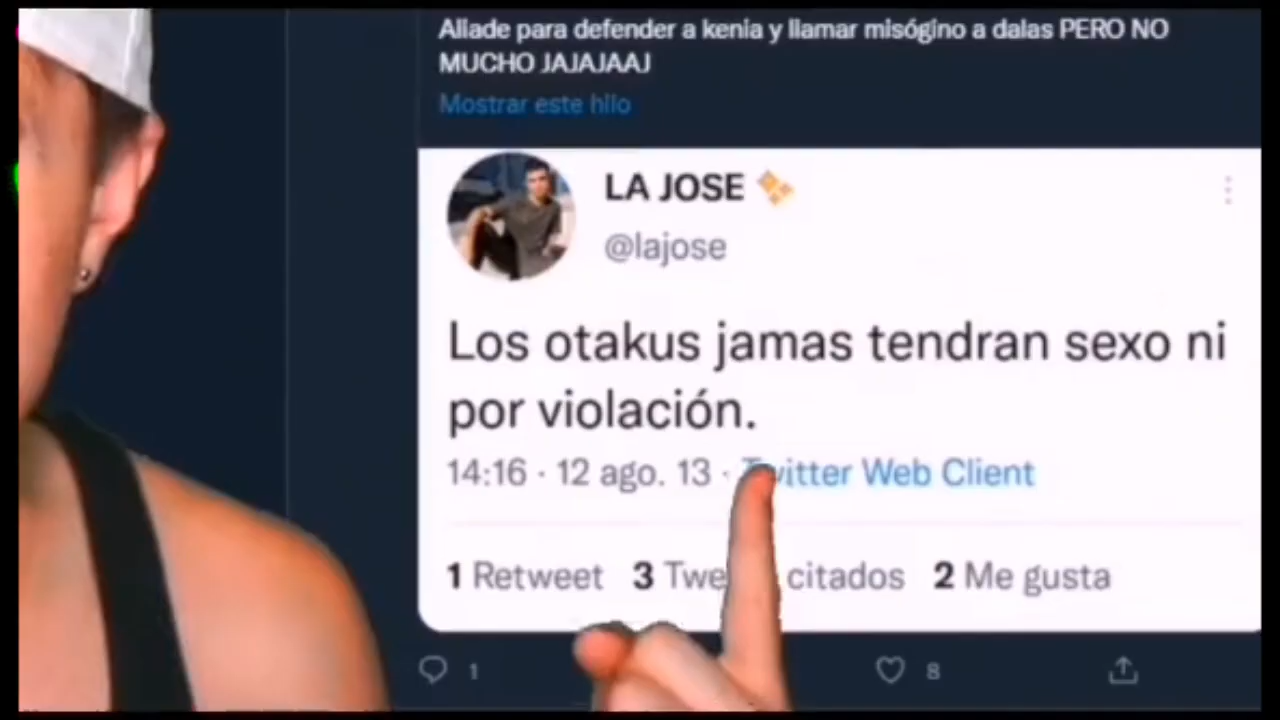 Aliade para defender a kenia y llamar misógino a dalas PERO NO
MUCHO JAJAJAAJ
Mostrar este hilo
LA JOSE
@lajose
Los otakus jamas tendran sexo ni
por violación.
14:16 · 12 ago. 13 · Twitter Web Client
1 Retweet 3 Twe citados 2 Me gusta
1 8